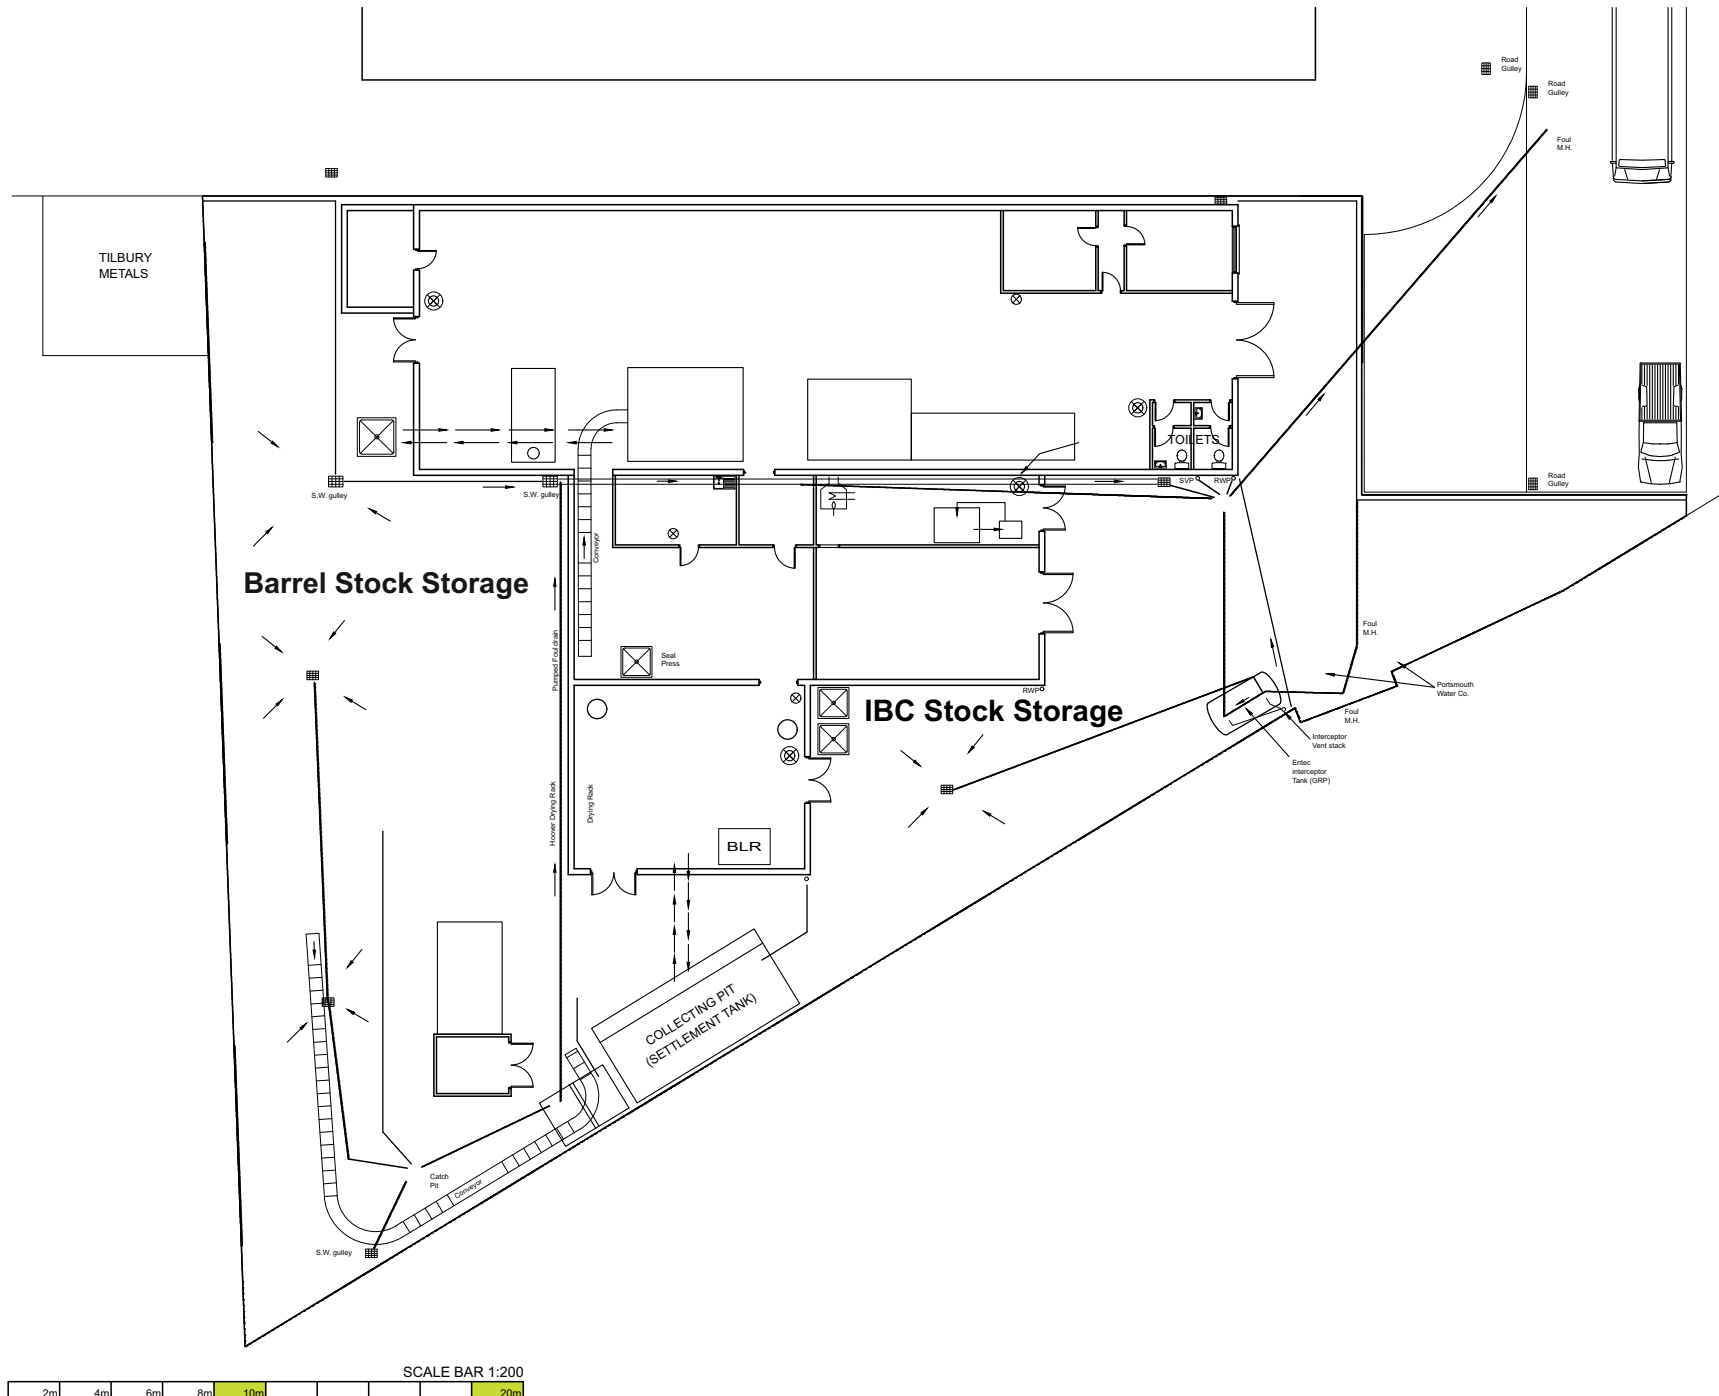 Road
Gulley
Road
Gulley
Foul
M.H.
TILBURY
METALS
TOILETS
SVP
RWP
S.W. gulley
S.W. gulley
Road
Gulley
Conveyor
Barrel Stock Storage
Pumped Foul drain
Seal
Press
Foul
M.H.
RWP
IBC Stock Storage
Portsmouth
Water Co.
Foul
M.H.
Interceptor
Vent stack
Entec
interceptor
Tank (GRP)
Hoover Drying Rack
Drying Rack
BLR
COLLECTING PIT
(SETTLEMENT TANK)
Catch
Pit
Conveyor
S.W. gulley
SCALE BAR 1:200
2m 4m 6m 8m 10m 20m